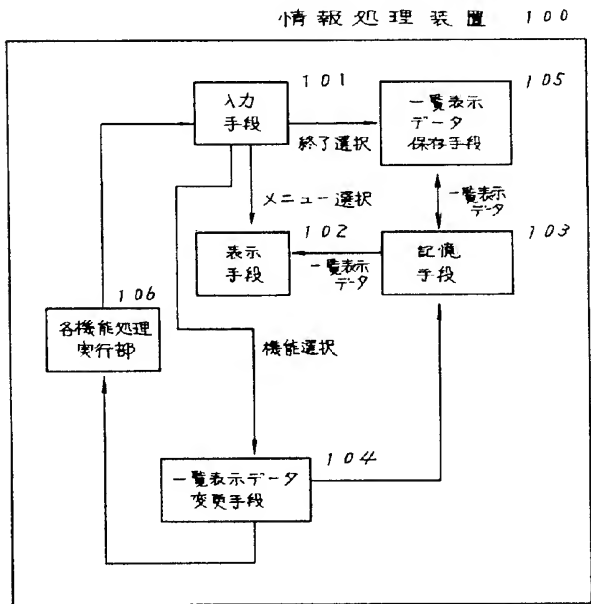 情報処理装置 100
101
入力
手段
105
一覧表示
データ
保存手段
終了選択
メニュー選択
一覧表示
データ
102
表示
手段
一覧表示
データ
103
記憶
手段
106
各機能処理
実行部
機能選択
104
一覧表示データ
変更手段